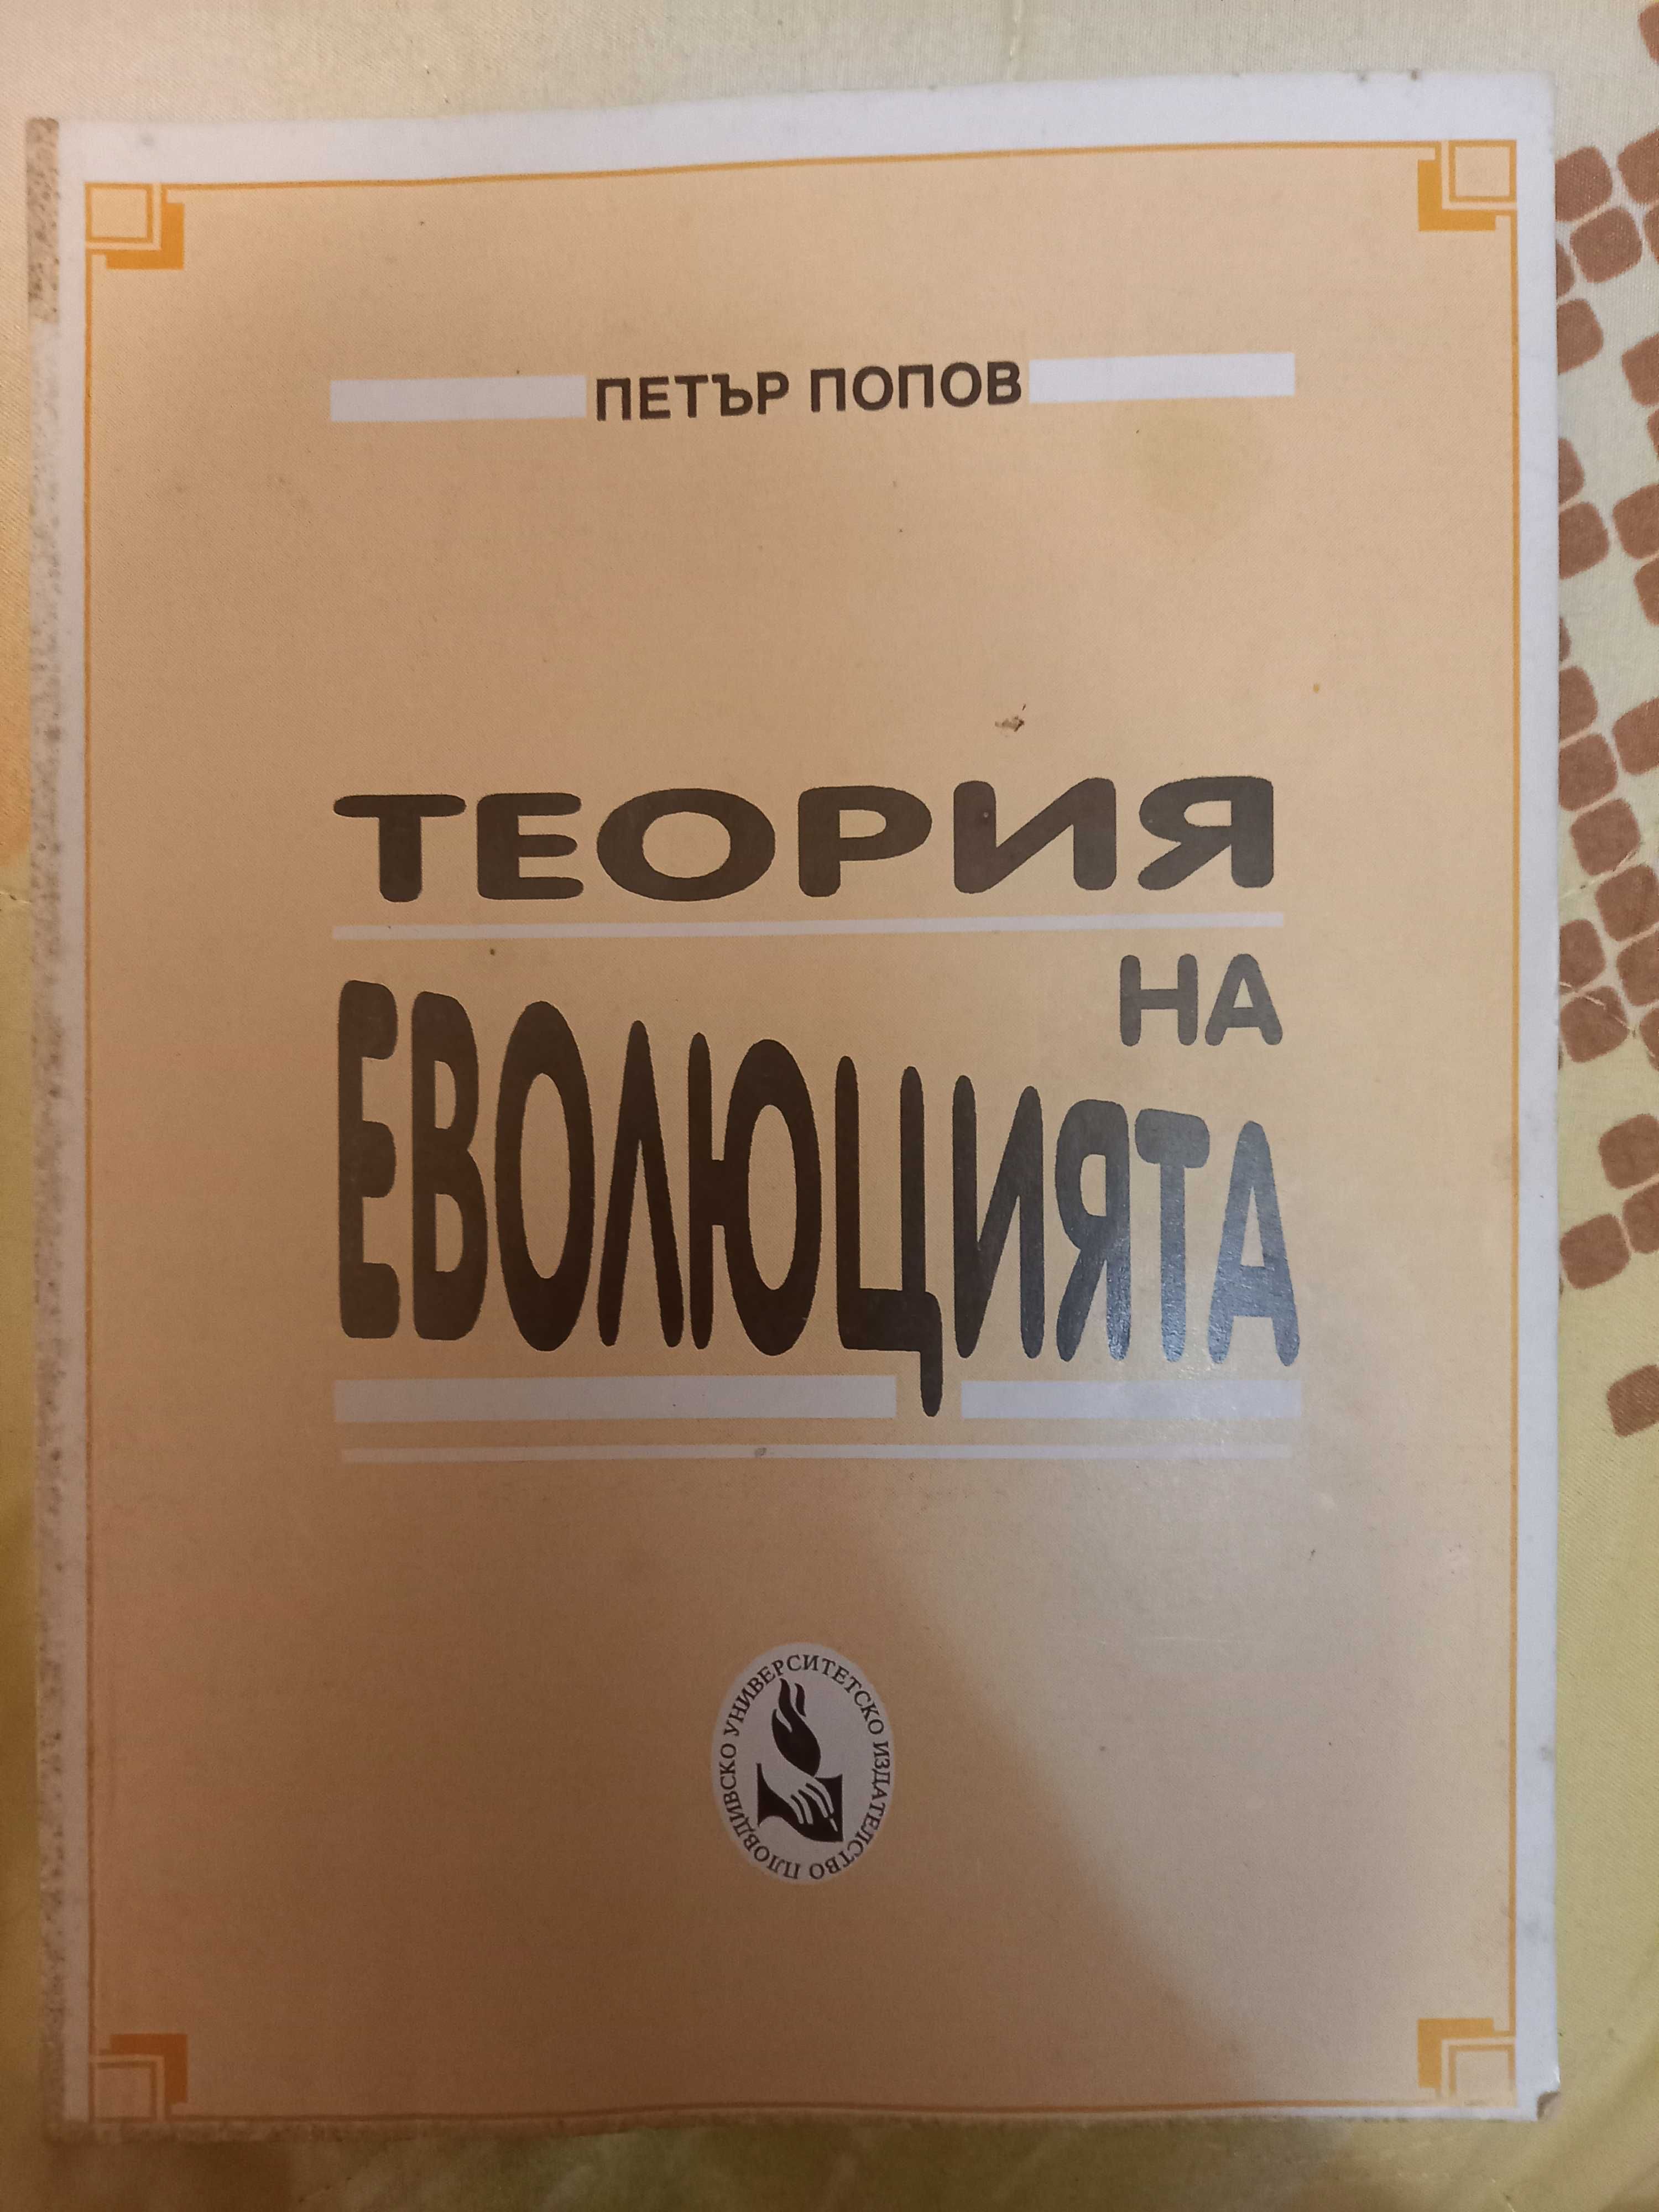 ПЕТЪР ПОПОВ
ТЕОРИЯ
НА
ЕВОЛЮЦИЯТА
ПЛОВДИВСКО УНИВЕРСИТЕТСКО ИЗДАТЕЛСТВО